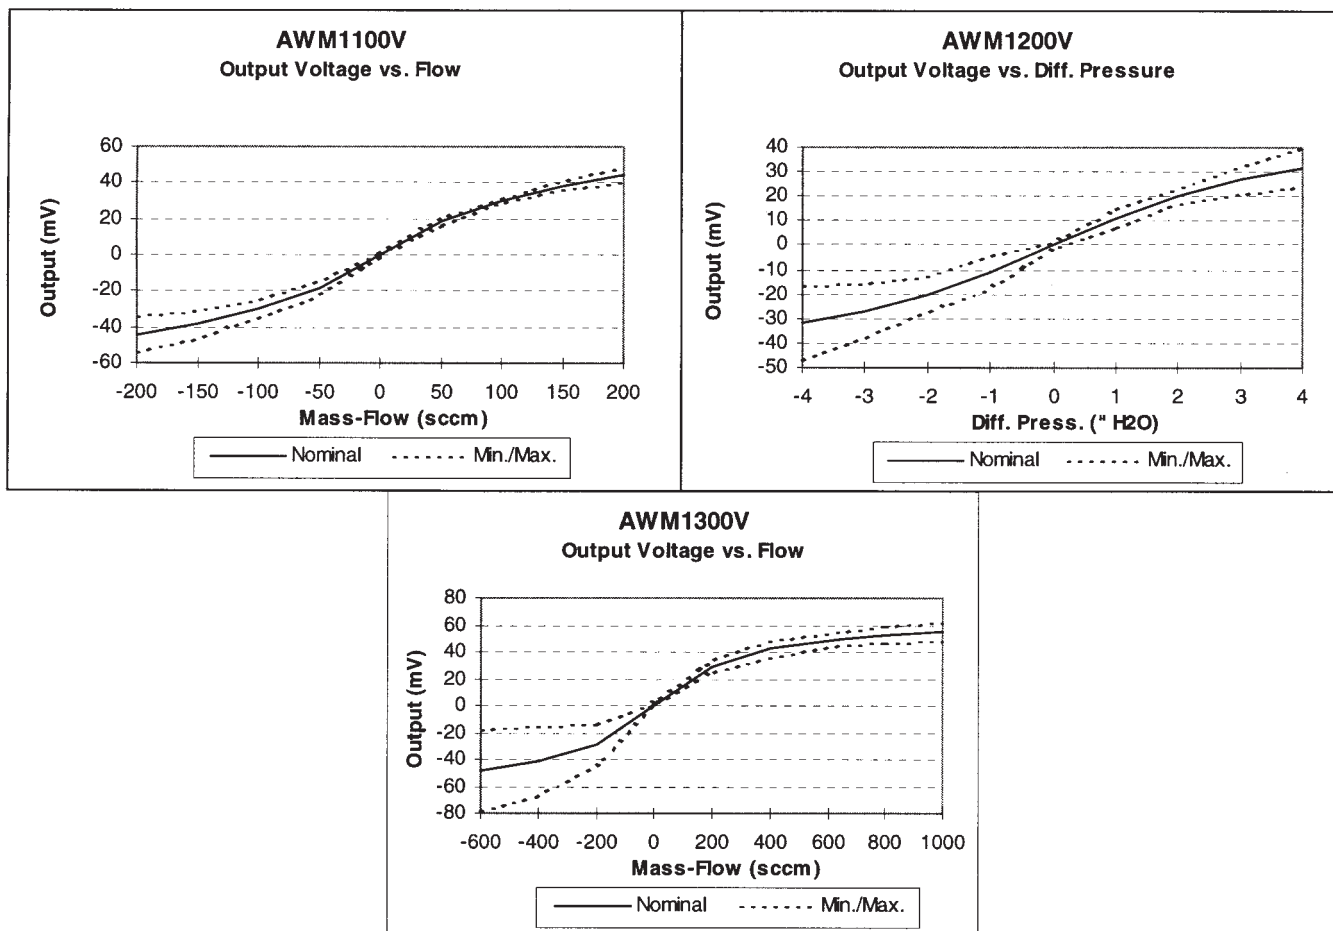 AWM1100V
Output Voltage vs. Flow
60
40
20
0
-20
-40
-60
Output (mV)
-200 -150 -100 -50 0 50 100 150 200
Mass-Flow (sccm)
Nominal Min./Max.
AWM1200V
Output Voltage vs. Diff. Pressure
40
30
20
10
0
-10
-20
-30
-40
-50
Output (mV)
-4 -3 -2 -1 0 1 2 3 4
Diff. Press. (" H2O)
Nominal Min./Max.
AWM1300V
Output Voltage vs. Flow
80
60
40
20
0
-20
-40
-60
-80
Output (mV)
-600 -400 -200 0 200 400 600 800 1000
Mass-Flow (sccm)
Nominal Min./Max.